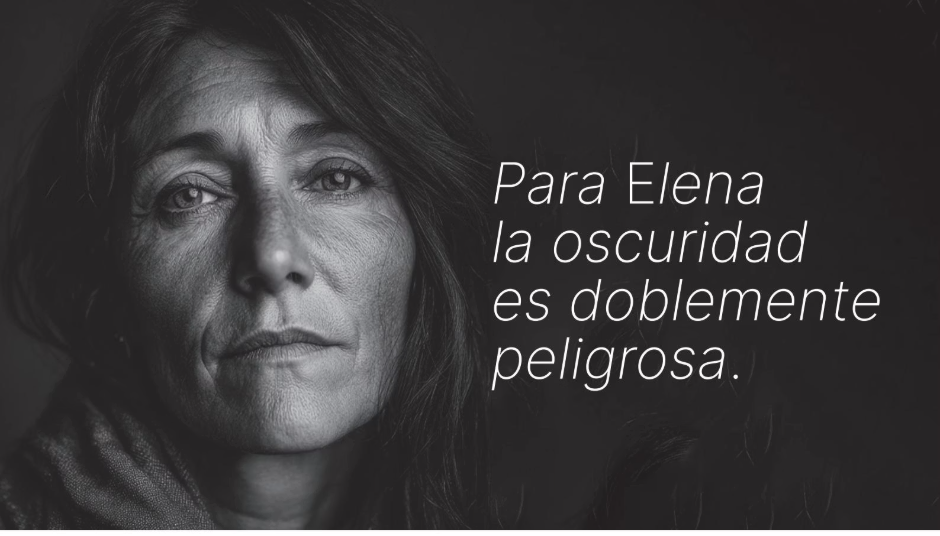 Para Elena
la oscuridad
es doblemente
peligrosa.